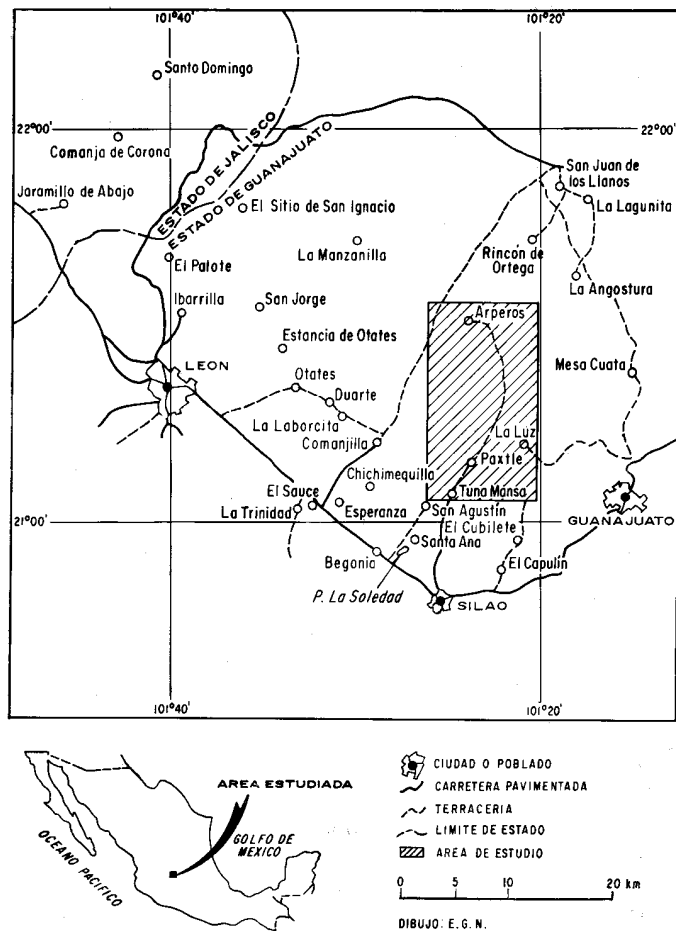 101°40'
101°20'
Santo Domingo
22°00'
22°00'
Comanja de Corona
ESTADO DE JALISCO
ESTADO DE GUANAJUATO
San Juan de
los Llanos
La Lagunita
Jaramillo de Abajo
El Sitio de San Ignacio
La Manzanilla
Rincón de
Ortega
El Palote
La Angostura
Ibarrilla
San Jorge
Arperos
Estancia de Otates
LEON
Otates
Mesa Cuata
Duarte
La Laborcita
Comanjilla
La Luz
Paxtle
Chichimequilla
Tuna Mansa
El Sauce
La Trinidad
Esperanza
San Agustín
GUANAJUATO
21°00'
21°00'
El Cubilete
Santa Ana
Begonia
El Capulín
P. La Soledad
SILAO
101°40'
101°20'
AREA ESTUDIADA
GOLFO DE
MEXICO
OCEANO PACIFICO
CIUDAD O POBLADO
CARRETERA PAVIMENTADA
TERRACERIA
LIMITE DE ESTADO
AREA DE ESTUDIO
0 5 10 20 km
DIBUJO: E.G.N.